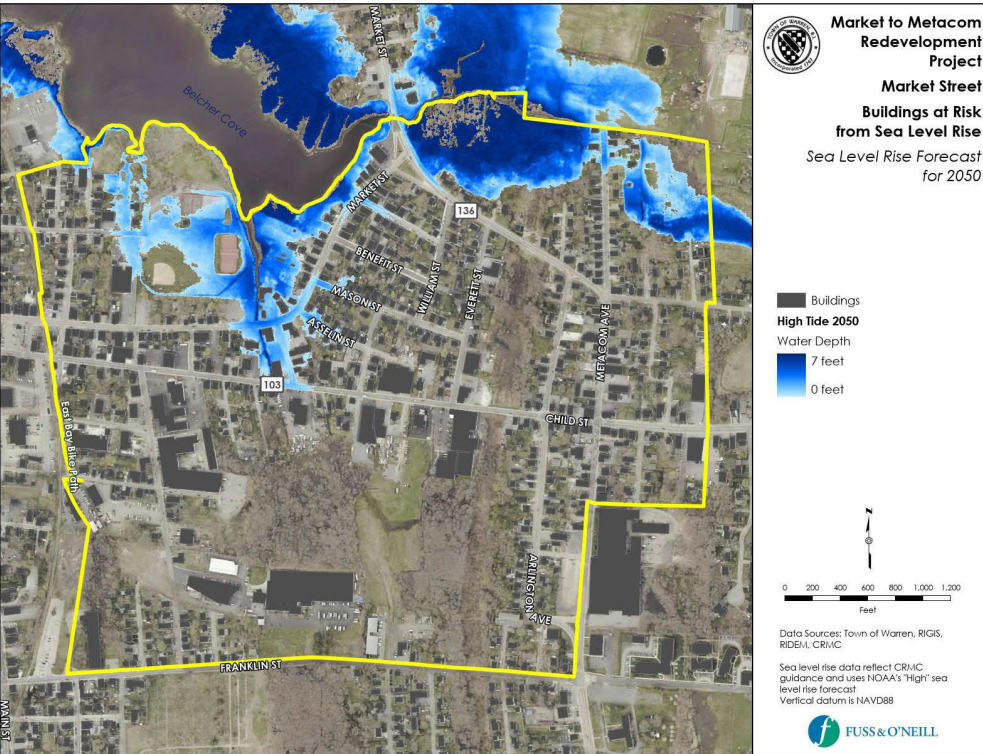 Market to Metacom
Redevelopment
Project
Market Street
Buildings at Risk
from Sea Level Rise
Sea Level Rise Forecast
for 2050
TOWN OF WARREN, R.I.
Incorporated 1747
Buildings
High Tide 2050
Water Depth
7 feet
0 feet
N
0 200 400 600 800 1,000 1,200
Feet
Data Sources: Town of Warren, RIGIS,
RIDEM, CRMC
Sea level rise data reflect CRMC
guidance and uses NOAA's "High" sea
level rise forecast
Vertical datum is NAVD88
FUSS & O'NEILL
MARKET ST
Belcher Cove
MARKET ST
136
BENEFIT ST
WILLIAM ST
EVERETT ST
MASON ST
ASSELIN ST
METACOM AVE
103
CHILD ST
East Bay Bike Path
ARLINGTON AVE
FRANKLIN ST
MAIN ST